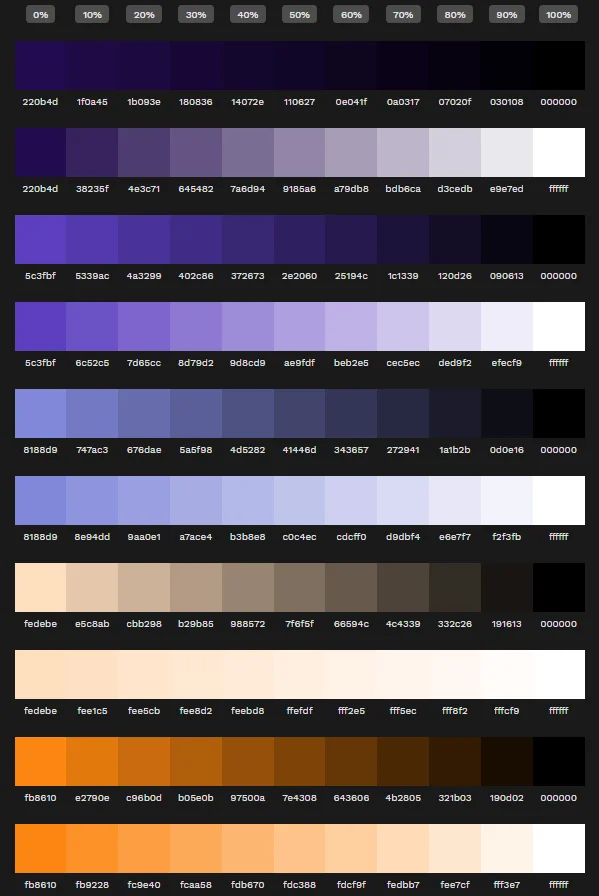 0% 10% 20% 30% 40% 50% 60% 70% 80% 90% 100%
220b4d 1f0a45 1b093e 180836 14072e 110627 0e041f 0a0317 07020f 030108 000000
220b4d 38235f 4e3c71 645482 7a6d94 9185a6 a79db8 bdb6ca d3cedb e9e7ed ffffff
5c3fbf 5339ac 4a3299 402c86 372673 2e2060 25194c 1c1339 120d26 090613 000000
5c3fbf 6c52c5 7d65cc 8d79d2 9d8cd9 ae9fdf beb2e5 cec5ec ded9f2 efecf9 ffffff
8188d9 747ac3 676dae 5a5f98 4d5282 41446d 343657 272941 1a1b2b 0d0e16 000000
8188d9 8e94dd 9aa0e1 a7ace4 b3b8e8 c0c4ec cdcff0 d9dbf4 e6e7f7 f2f3fb ffffff
fedebe e5c8ab cbb298 b29b85 988572 7f6f5f 66594c 4c4339 332c26 191613 000000
fedebe fee1c5 fee5cb fee8d2 feebd8 ffefdf fff2e5 fff5ec fff8f2 fffcf9 ffffff
fb8610 e2790e c96b0d b05e0b 97500a 7e4308 643606 4b2805 321b03 190d02 000000
fb8610 fb9228 fc9e40 fcaa58 fdb670 fdc388 fdcf9f fedbb7 fee7cf fff3e7 ffffff